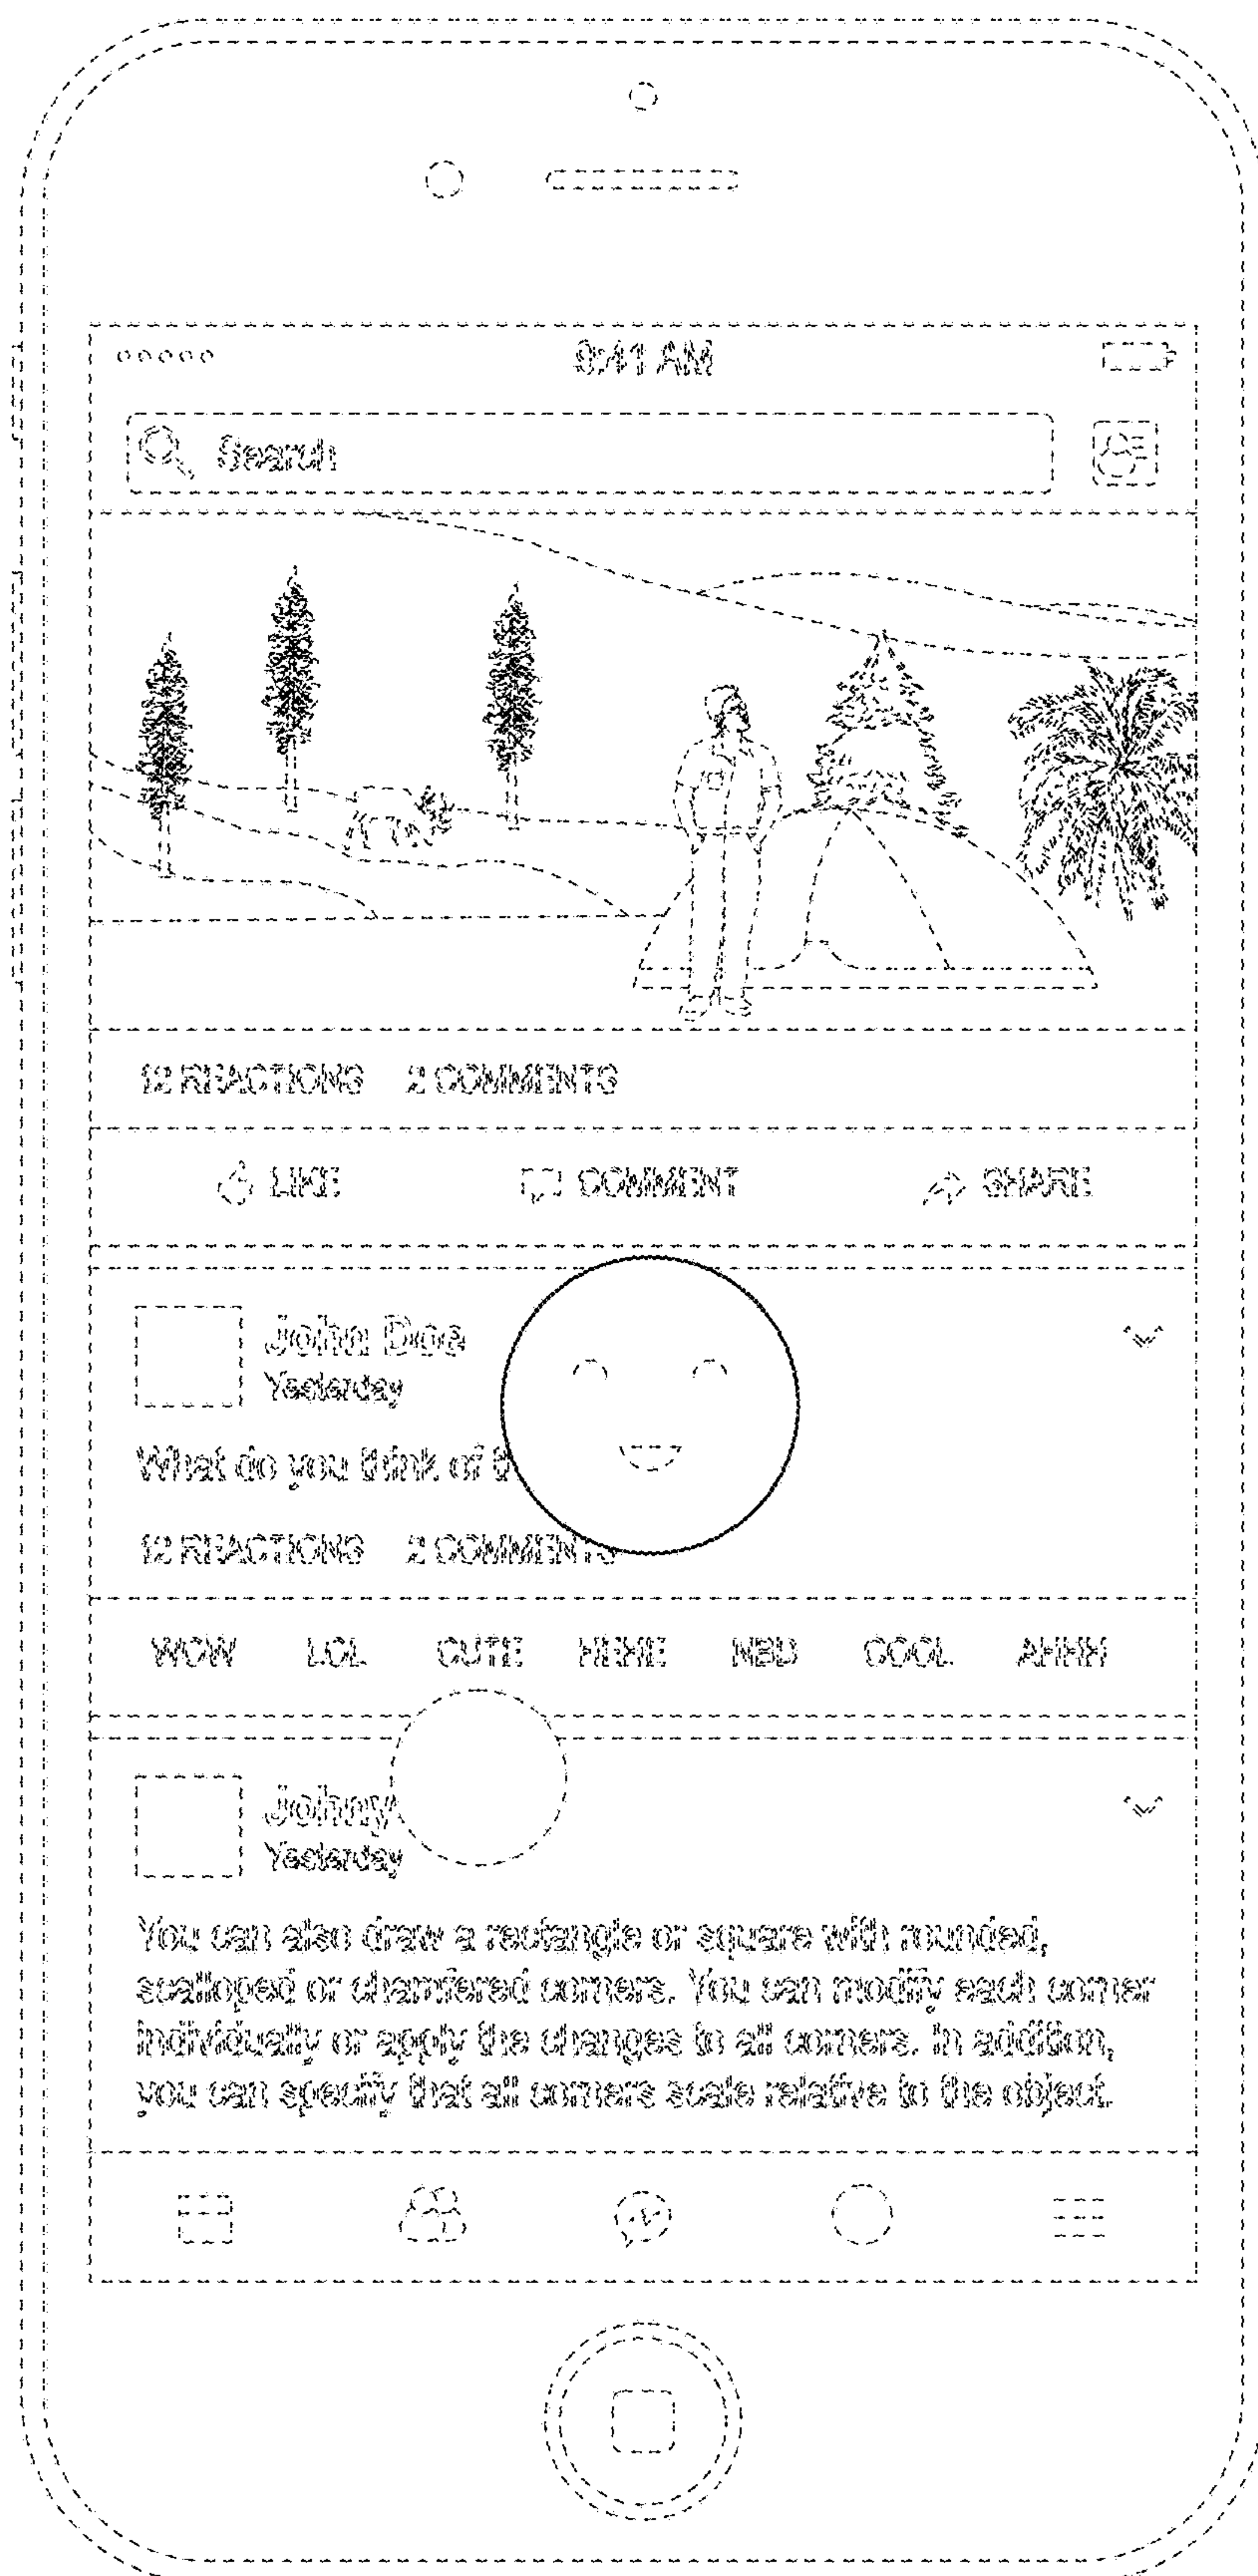 9:41 AM
Search
12 REACTIONS 2 COMMENTS
LIKE COMMENT SHARE
John Doe
Yesterday
What do you think of
12 REACTIONS 2 COMMENTS
WOW LOL CUTE HEHE NBD COOL AHHH
Johny
Yesterday
You can also draw a rectangle or square with rounded,
scalloped or chamfered corners. You can modify each corner
individually or apply the changes to all corners. In addition,
you can specify that all corners scale relative to the object.